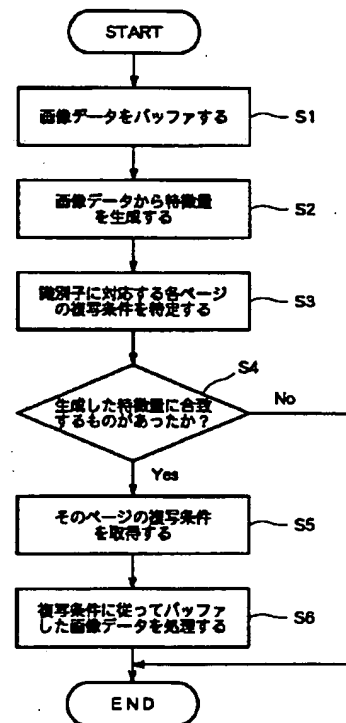 START
画像データをバッファする
S1
画像データから特徴量
を生成する
S2
識別子に対応する各ページ
の複写条件を特定する
S3
S4
生成した特徴量に合致
するものがあったか？
No
Yes
そのページの複写条件
を取得する
S5
複写条件に従ってバッファ
した画像データを処理する
S6
END